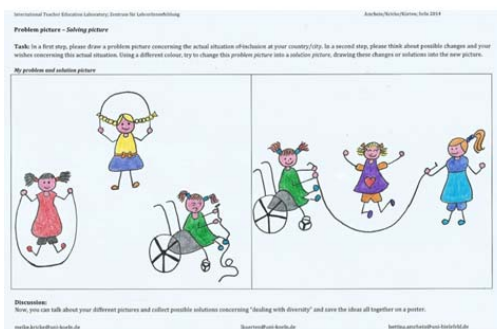 International Teacher Education Laboratory; Zentrum für LehrerInnenbildung
Amrhein/Kricke/Kürten, Köln 2014
Problem picture – Solving picture
Task: In a first step, please draw a problem picture concerning the actual situation of inclusion at your country/city. In a second step, please think about possible changes and your
wishes concerning this actual situation. Using a different colour, try to change this problem picture into a solution picture, drawing these changes or solutions into the new picture.
My problem and solution picture
Discussion:
Now, you can talk about your different pictures and collect possible solutions concerning "dealing with diversity" and save the ideas all together on a poster.